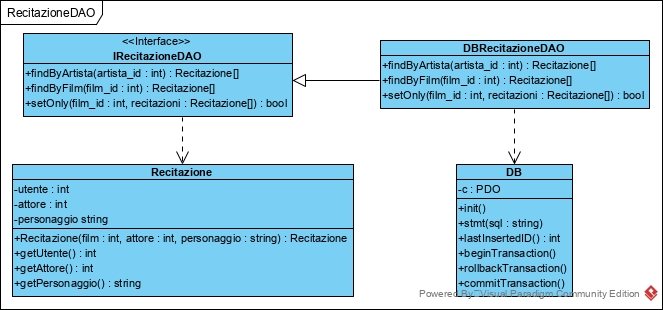 RecitazioneDAO
<<Interface>>
IRecitazioneDAO
+findByArtista(artista_id : int) : Recitazione[]
+findByFilm(film_id : int) : Recitazione[]
+setOnly(film_id : int, recitazioni : Recitazione[]) : bool
DBRecitazioneDAO
+findByArtista(artista_id : int) : Recitazione[]
+findByFilm(film_id : int) : Recitazione[]
+setOnly(film_id : int, recitazioni : Recitazione[]) : bool
Recitazione
-utente : int
-attore : int
-personaggio string
+Recitazione(film : int, attore : int, personaggio : string) : Recitazione
+getUtente() : int
+getAttore() : int
+getPersonaggio() : string
DB
-c : PDO
+init()
+stmt(sql : string)
+lastInsertedID() : int
+beginTransaction()
+rollbackTransaction()
+commitTransaction()
Powered By Visual Paradigm Community Edition